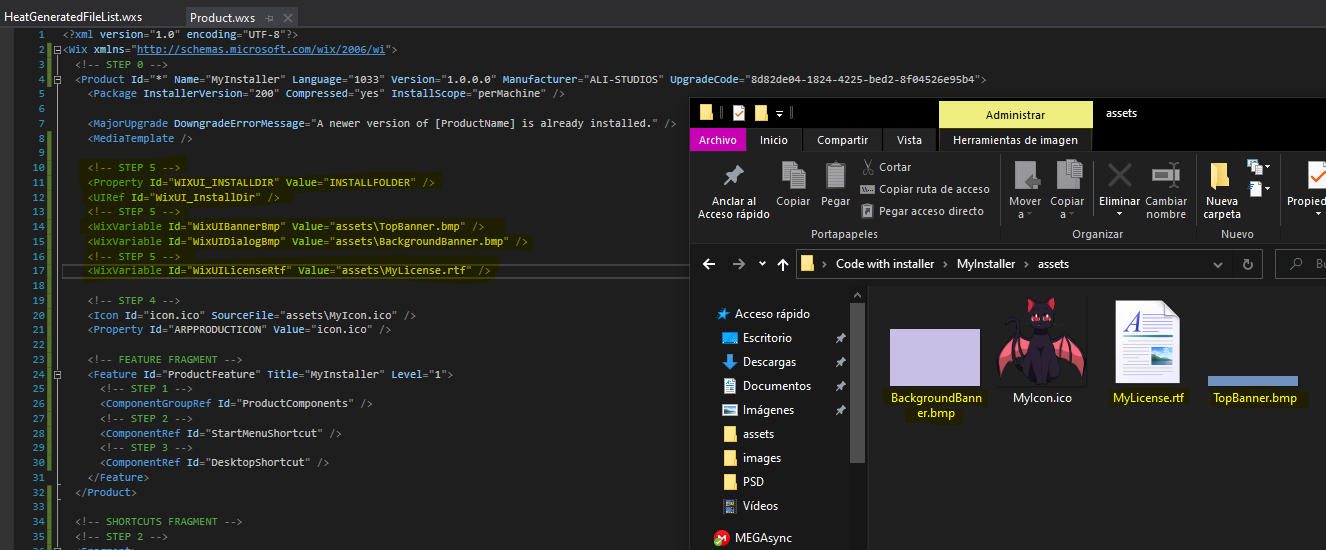 HeatGeneratedFileList.wxs
Product.wxs
1 <?xml version="1.0" encoding="UTF-8"?>
2 <Wix xmlns="http://schemas.microsoft.com/wix/2006/wi">
3 <!-- STEP 0 -->
4 <Product Id="*" Name="MyInstaller" Language="1033" Version="1.0.0.0" Manufacturer="ALI-STUDIOS" UpgradeCode="8d82de04-1824-4225-bed2-8f04526e95b4">
5 <Package InstallerVersion="200" Compressed="yes" InstallScope="perMachine" />
6
7 <MajorUpgrade DowngradeErrorMessage="A newer version of [ProductName] is already installed." />
8 <MediaTemplate />
9
10 <!-- STEP 5 -->
11 <Property Id="WIXUI_INSTALLDIR" Value="INSTALLFOLDER" />
12 <UIRef Id="WixUI_InstallDir" />
13 <!-- STEP 5 -->
14 <WixVariable Id="WixUIBannerBmp" Value="assets\TopBanner.bmp" />
15 <WixVariable Id="WixUIDialogBmp" Value="assets\BackgroundBanner.bmp" />
16 <!-- STEP 5 -->
17 <WixVariable Id="WixUILicenseRtf" Value="assets\MyLicense.rtf" />
18
19 <!-- STEP 4 -->
20 <Icon Id="icon.ico" SourceFile="assets\MyIcon.ico" />
21 <Property Id="ARPPRODUCTICON" Value="icon.ico" />
22
23 <!-- FEATURE FRAGMENT -->
24 <Feature Id="ProductFeature" Title="MyInstaller" Level="1">
25 <!-- STEP 1 -->
26 <ComponentGroupRef Id="ProductComponents" />
27 <!-- STEP 2 -->
28 <ComponentRef Id="StartMenuShortcut" />
29 <!-- STEP 3 -->
30 <ComponentRef Id="DesktopShortcut" />
31 </Feature>
32 </Product>
33
34 <!-- SHORTCUTS FRAGMENT -->
35 <!-- STEP 2 -->
36 <Fragment>
Administrar
assets
Archivo
Inicio
Compartir
Vista
Herramientas de imagen
Anclar al
Acceso rápido
Copiar
Pegar
Cortar
Copiar ruta de acceso
Pegar acceso directo
Portapapeles
Mover
a
Copiar
a
Eliminar
Cambiar
nombre
Organizar
Nueva
carpeta
Nuevo
Code with installer
MyInstaller
assets
Acceso rápido
Escritorio
Descargas
Documentos
Imágenes
assets
images
PSD
Vídeos
MEGAsync
BackgroundBann
er.bmp
MyIcon.ico
MyLicense.rtf
TopBanner.bmp